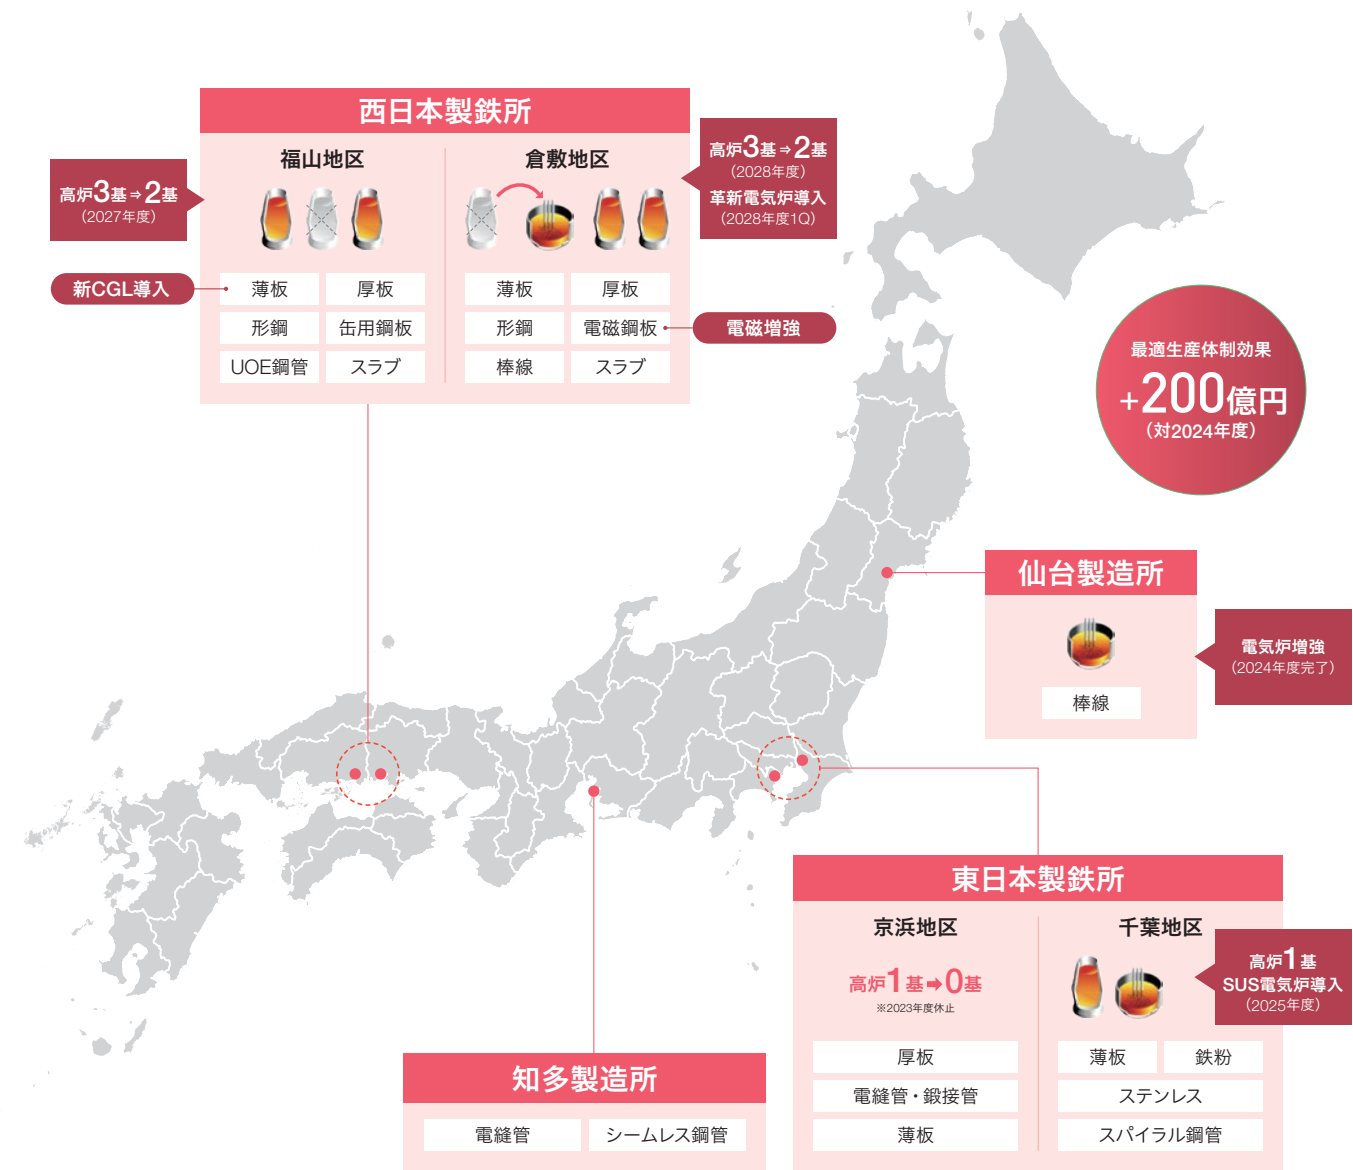 西日本製鉄所
福山地区
倉敷地区
高炉3基⇒2基
(2027年度)
高炉3基⇒2基
(2028年度)
革新電気炉導入
(2028年度1Q)
新CGL導入
薄板
厚板
形鋼
缶用鋼板
UOE鋼管
スラブ
薄板
厚板
形鋼
電磁鋼板
棒線
スラブ
電磁増強
最適生産体制効果
+200億円
(対2024年度)
仙台製造所
棒線
電気炉増強
(2024年度完了)
東日本製鉄所
京浜地区
高炉1基➡0基
※2023年度休止
厚板
電縫管・鍛接管
薄板
千葉地区
高炉1基
SUS電気炉導入
(2025年度)
薄板
鉄粉
ステンレス
スパイラル鋼管
知多製造所
電縫管
シームレス鋼管